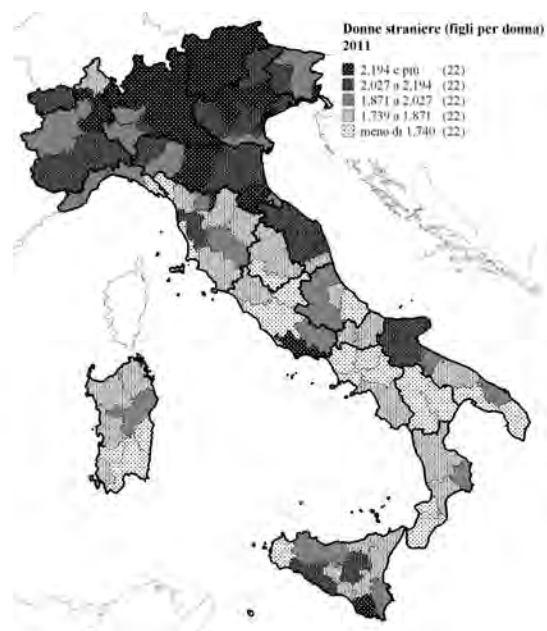 Donne straniere (figli per donna)
2011
2.194 e più (22)
2.027 a 2.194 (22)
1.871 a 2.027 (22)
1.739 a 1.871 (22)
meno di 1.740 (22)